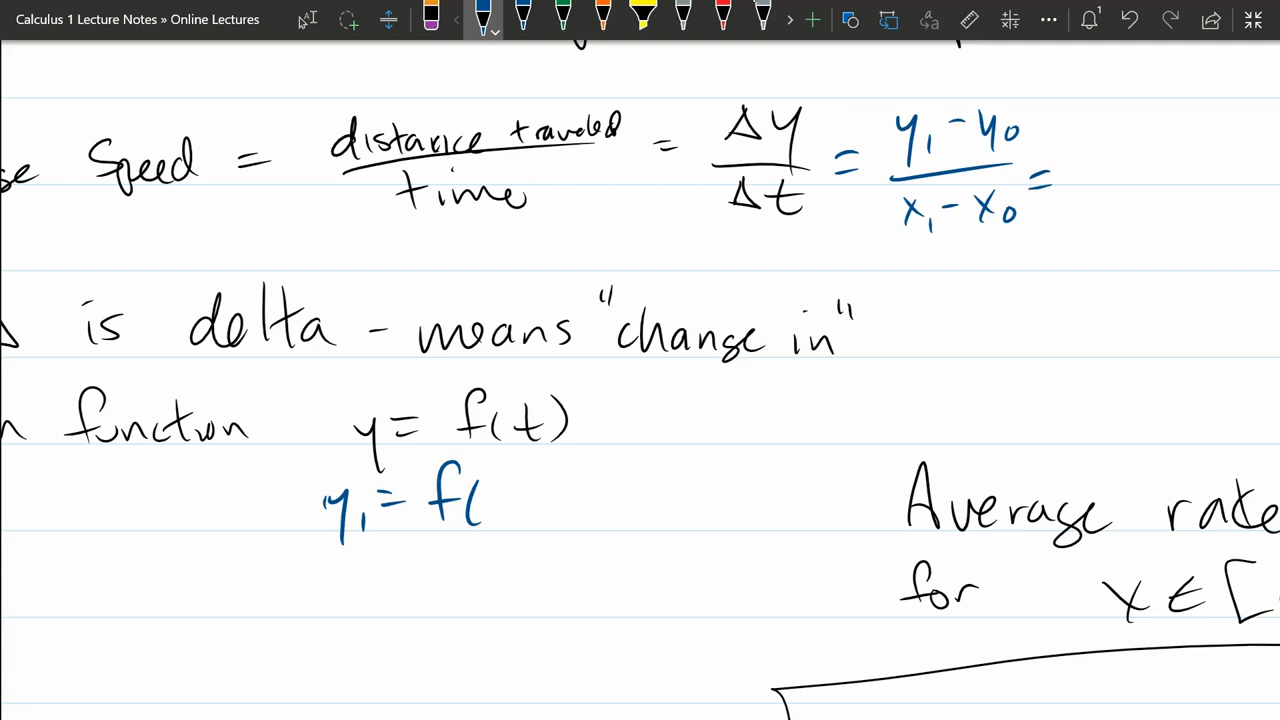 Calculus 1 Lecture Notes » Online Lectures
Speed = distance traveled / time = Δy / Δt = y₁ - y₀ / x₁ - x₀ =
Δ is delta - means "change in"
function y = f(t)
y₁ = f(
Average rate
for x ∈ [